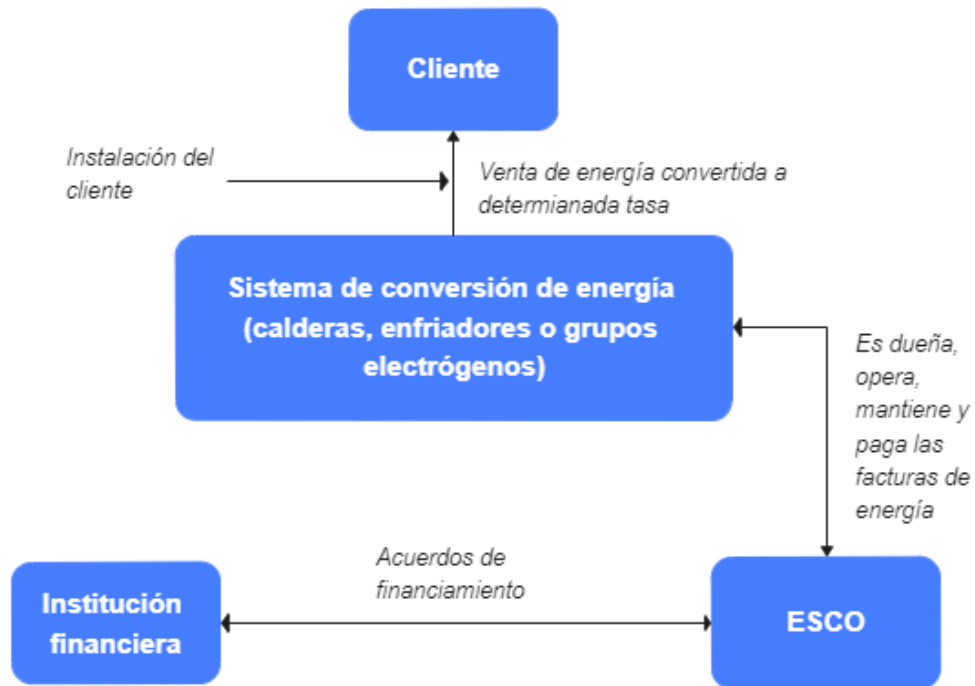 Cliente
Instalación del
cliente
Venta de energía convertida a
determianada tasa
Sistema de conversión de energía
(calderas, enfriadores o grupos
electrógenos)
Es dueña,
opera,
mantiene y
paga las
facturas de
energía
Acuerdos de
financiamiento
Institución
financiera
ESCO